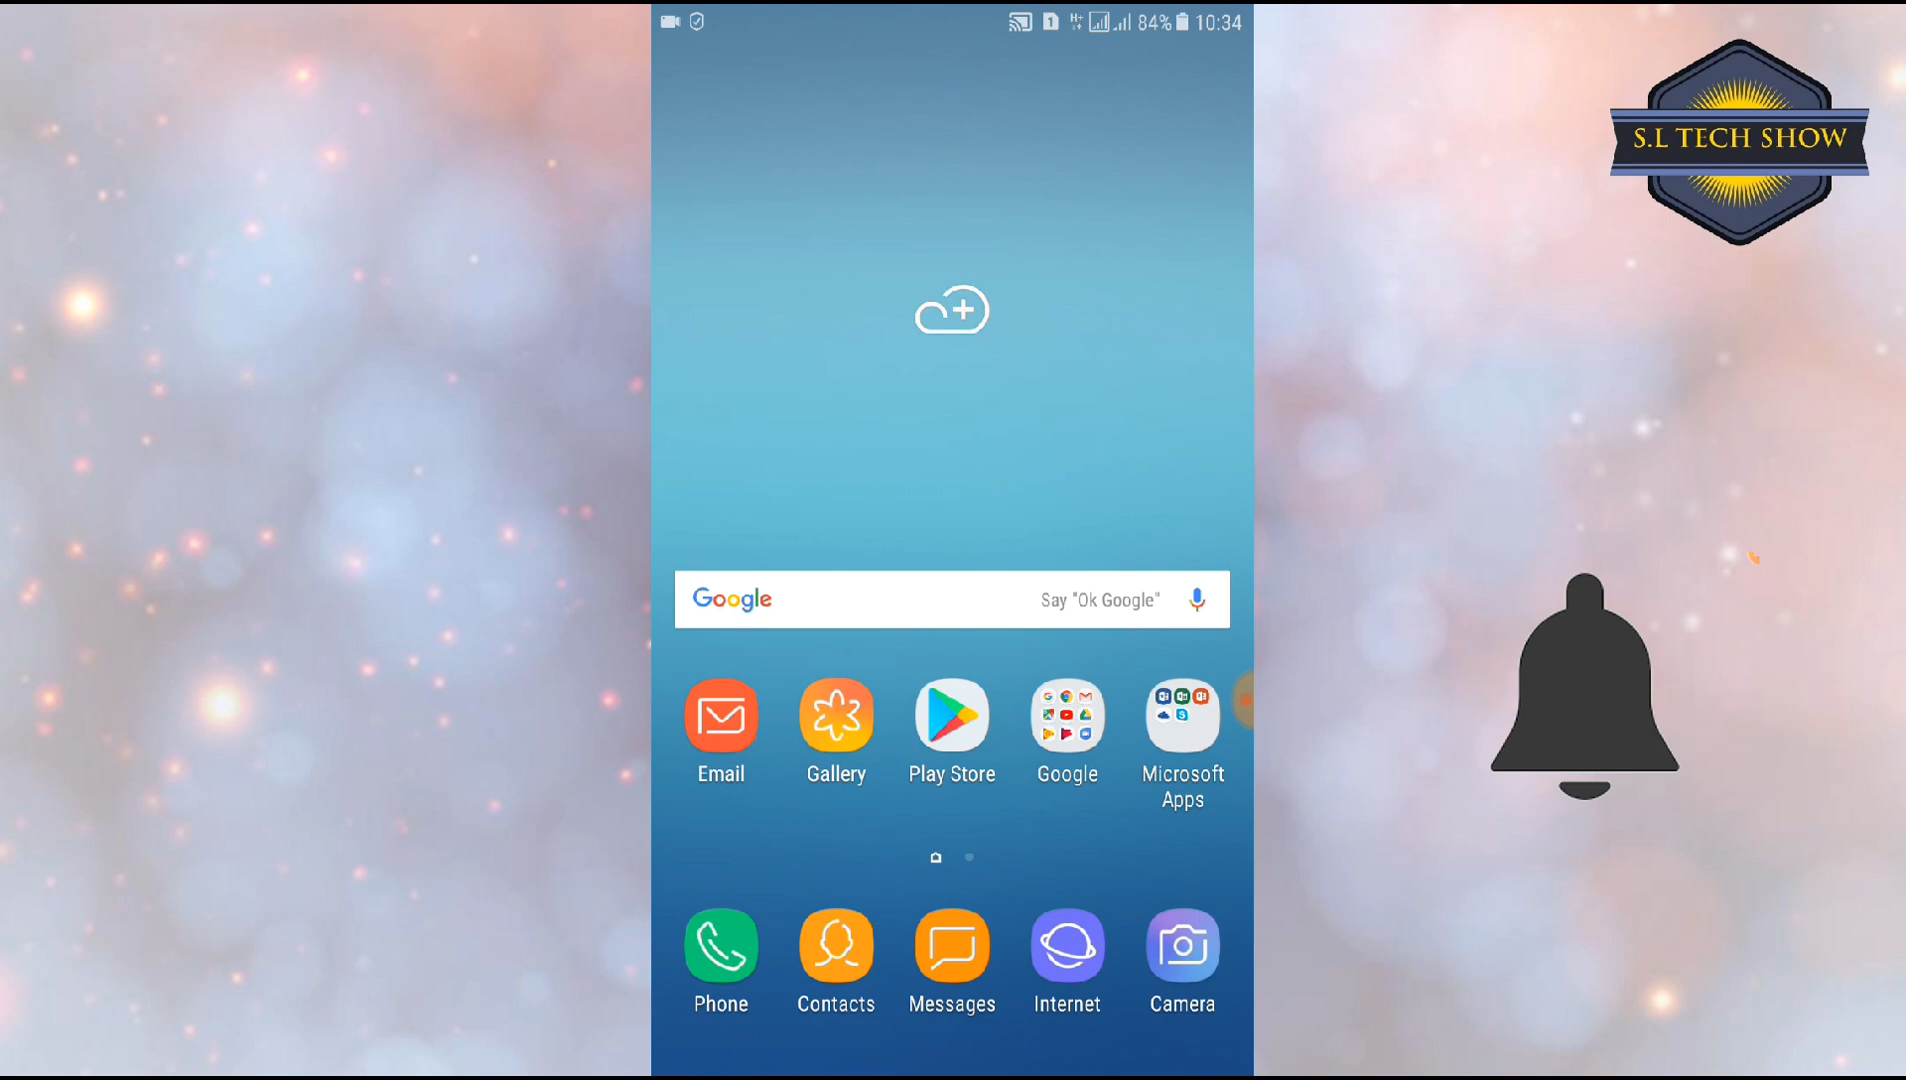 84% 10:34
S.L TECH SHOW
Google Say "Ok Google"
Email Gallery Play Store Google Microsoft Apps
Phone Contacts Messages Internet Camera